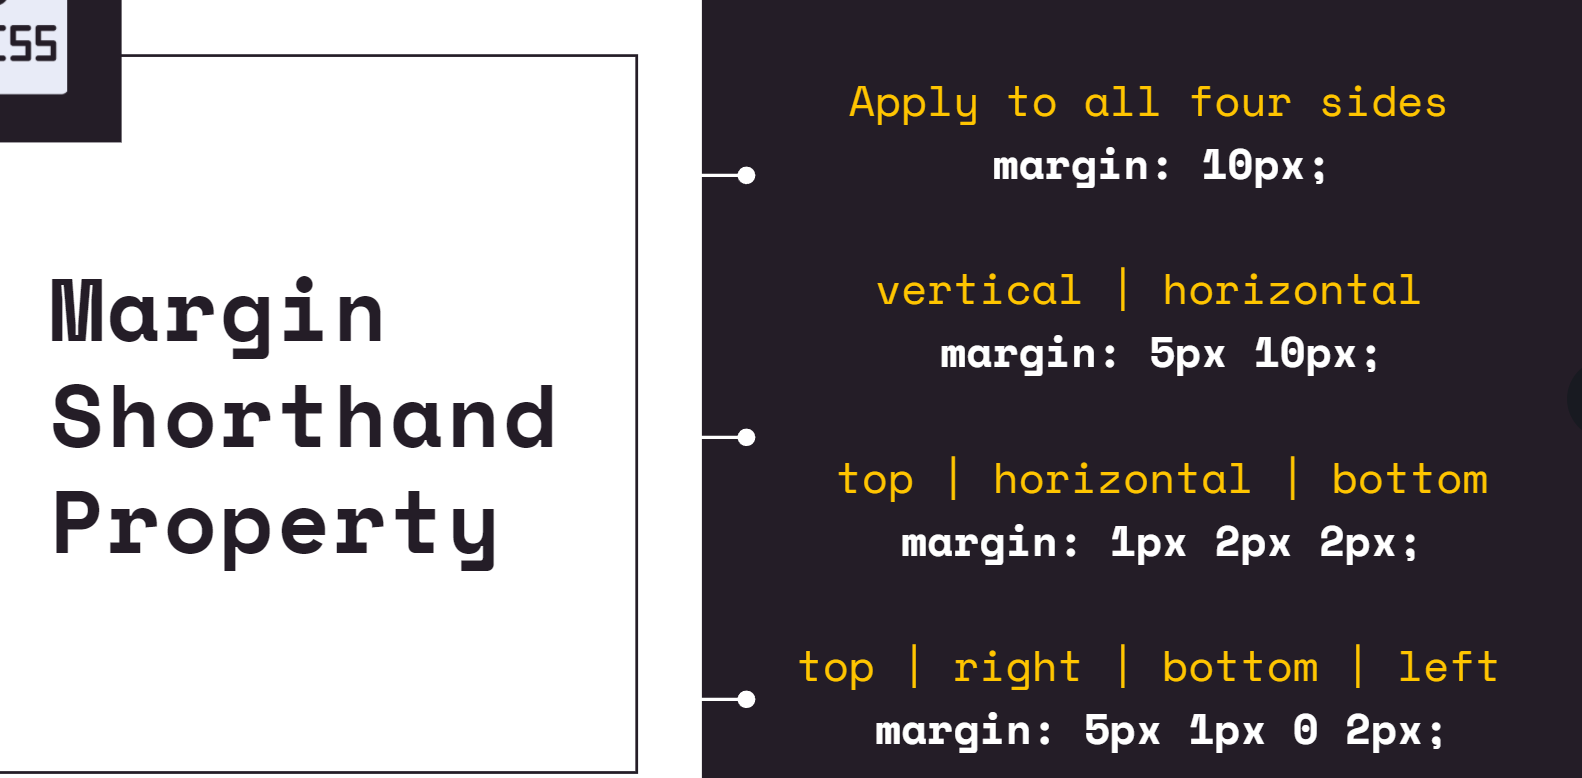 Margin
Shorthand
Property
Apply to all four sides
margin: 10px;
vertical | horizontal
margin: 5px 10px;
top | horizontal | bottom
margin: 1px 2px 2px;
top | right | bottom | left
margin: 5px 1px 0 2px;